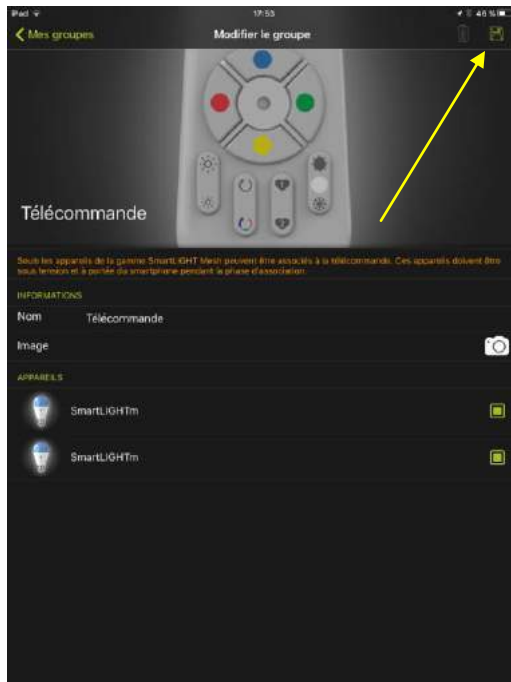 iPad 17:53 46 %
Mes groupes Modifier le groupe
Télécommande
Seuls les appareils de la gamme SmartLIGHT Mesh peuvent être associés à la télécommande. Ces appareils doivent être
sous tension et à portée du smartphone pendant la phase d'association.
INFORMATIONS
Nom Télécommande
Image
APPAREILS
SmartLIGHTm
SmartLIGHTm